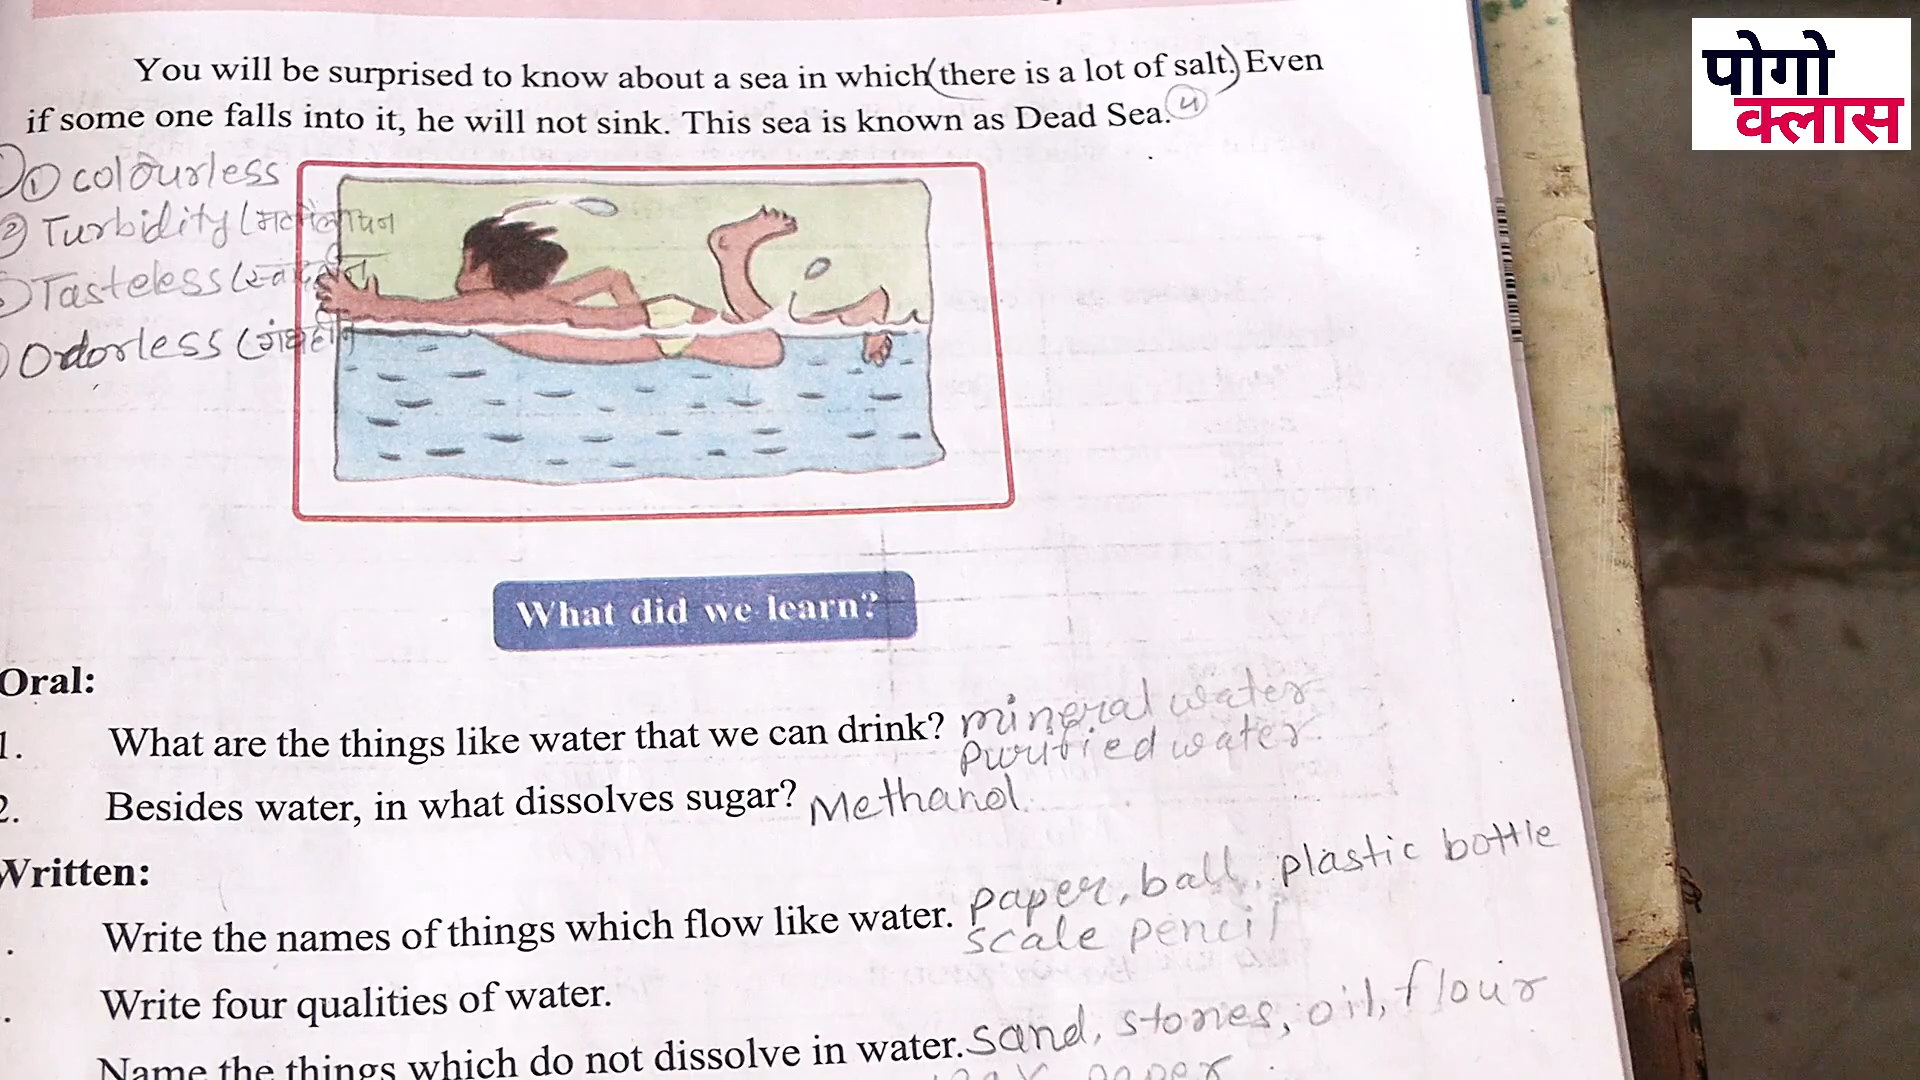 पोगो
क्लास
You will be surprised to know about a sea in which (there is a lot of salt.) Even
if some one falls into it, he will not sink. This sea is known as Dead Sea. 4
① colourless
② Turbidity (
Tasteless (
Odorless (गंधहीन
What did we learn?
Oral:
1. What are the things like water that we can drink? mineral water
purified water.
2. Besides water, in what dissolves sugar? Methanol.
Written:
. Write the names of things which flow like water. paper, ball, plastic bottle
scale pencil
. Write four qualities of water.
Name the things which do not dissolve in water. sand, stones, oil, flour
paper